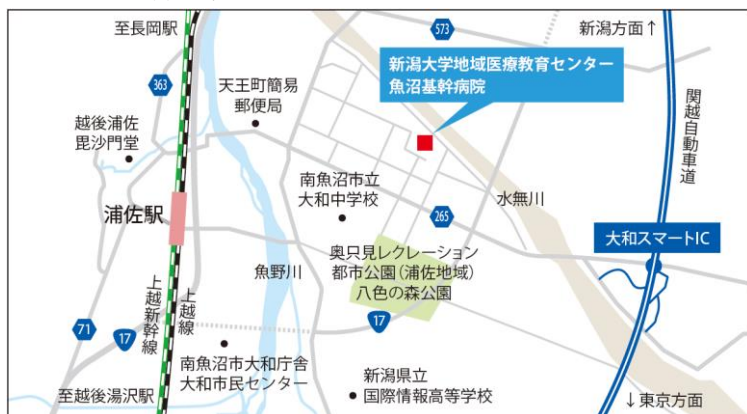 至長岡駅
573
新潟方面↑
新潟大学地域医療教育センター
魚沼基幹病院
363
天王町簡易
郵便局
関越自動車道
越後浦佐
毘沙門堂
南魚沼市立
大和中学校
水無川
265
浦佐駅
大和スマートIC
魚野川
奥只見レクレーション
都市公園(浦佐地域)
八色の森公園
上越新幹線
上越線
71
17
17
南魚沼市大和庁舎
大和市民センター
新潟県立
国際情報高等学校
至越後湯沢駅
↓東京方面